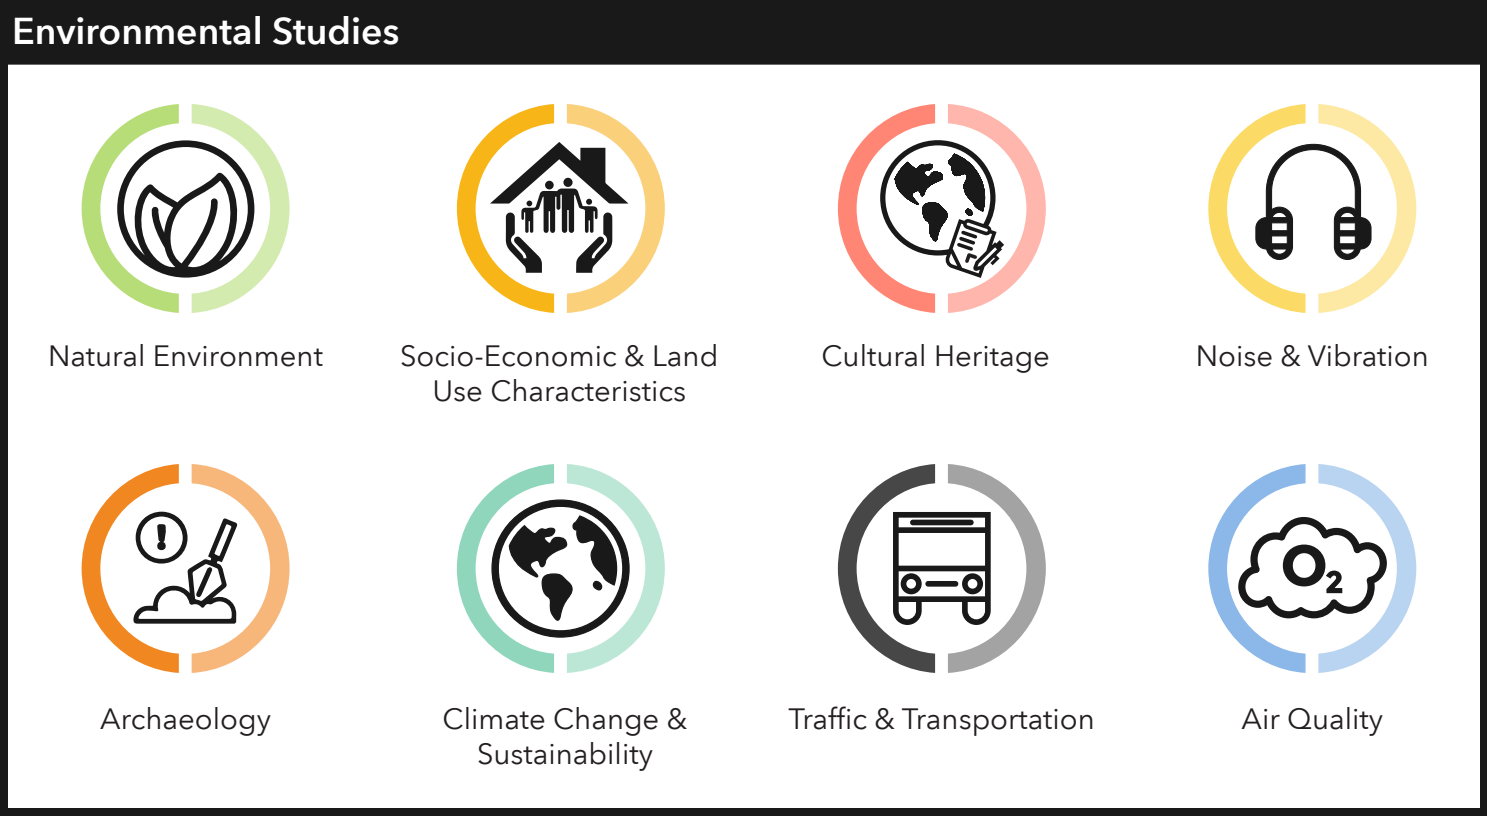 Environmental Studies
Natural Environment
Socio-Economic & Land
Use Characteristics
Cultural Heritage
Noise & Vibration
!
O2
Archaeology
Climate Change &
Sustainability
Traffic & Transportation
Air Quality